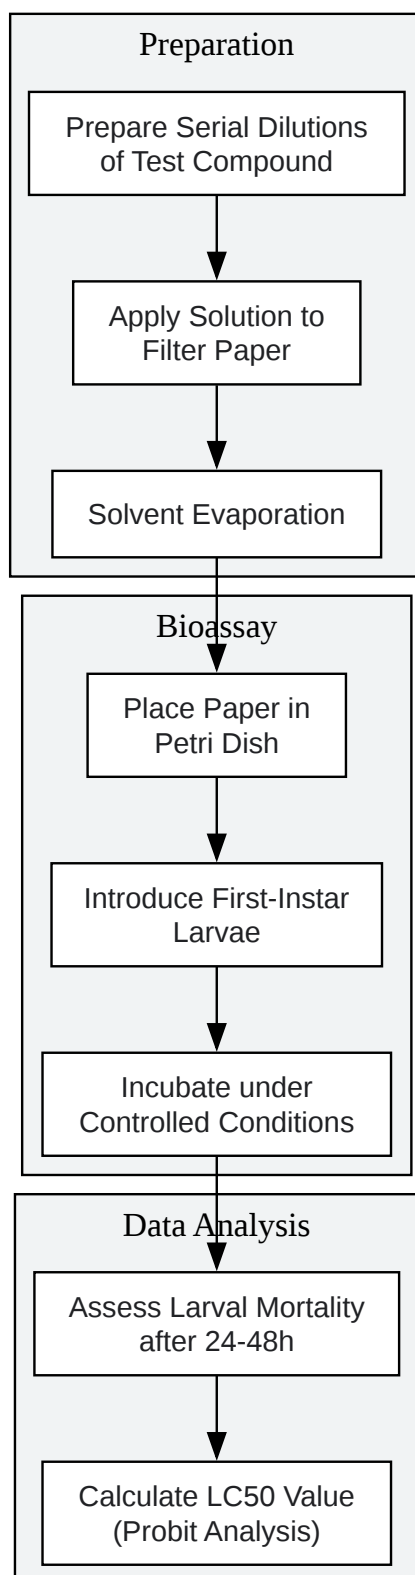 Preparation
Prepare Serial Dilutions
of Test Compound
Apply Solution to
Filter Paper
Solvent Evaporation
Bioassay
Place Paper in
Petri Dish
Introduce First-Instar
Larvae
Incubate under
Controlled Conditions
Data Analysis
Assess Larval Mortality
after 24-48h
Calculate LC50 Value
(Probit Analysis)